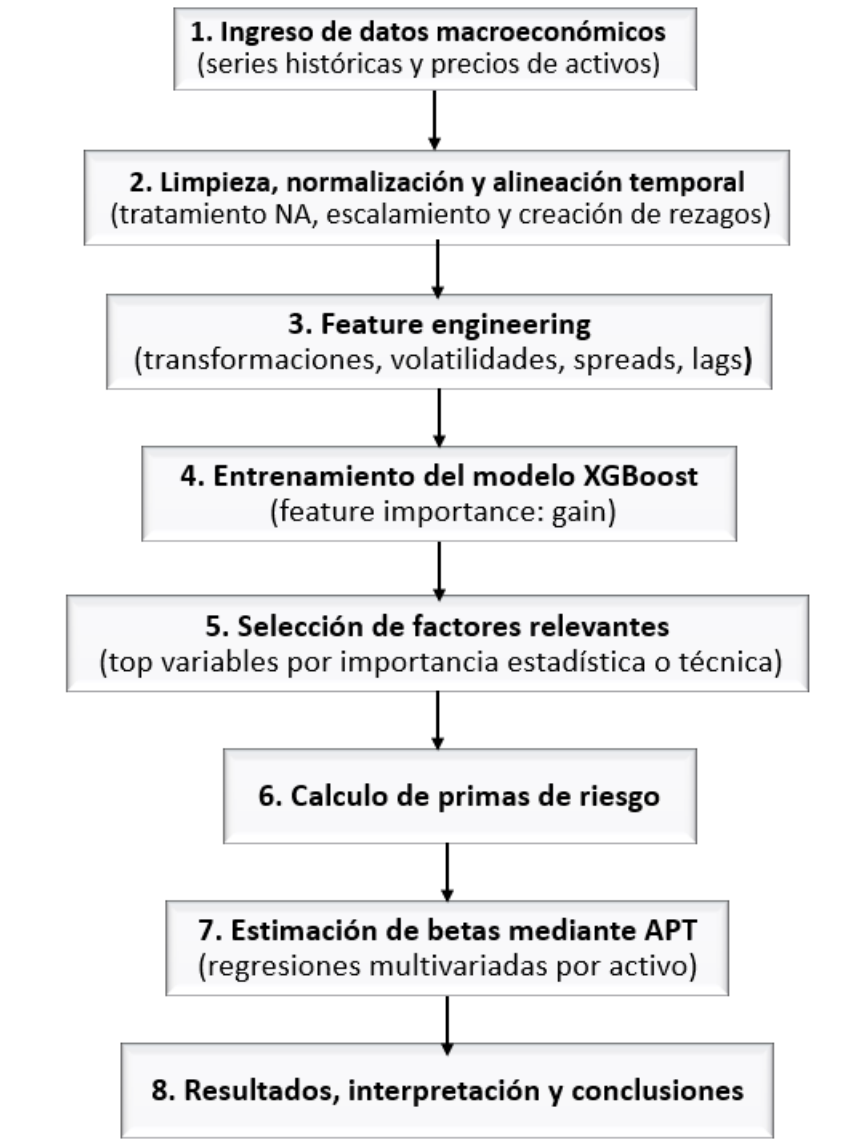 1. Ingreso de datos macroeconómicos
(series históricas y precios de activos)
2. Limpieza, normalización y alineación temporal
(tratamiento NA, escalamiento y creación de rezagos)
3. Feature engineering
(transformaciones, volatilidades, spreads, lags)
4. Entrenamiento del modelo XGBoost
(feature importance: gain)
5. Selección de factores relevantes
(top variables por importancia estadística o técnica)
6. Calculo de primas de riesgo
7. Estimación de betas mediante APT
(regresiones multivariadas por activo)
8. Resultados, interpretación y conclusiones